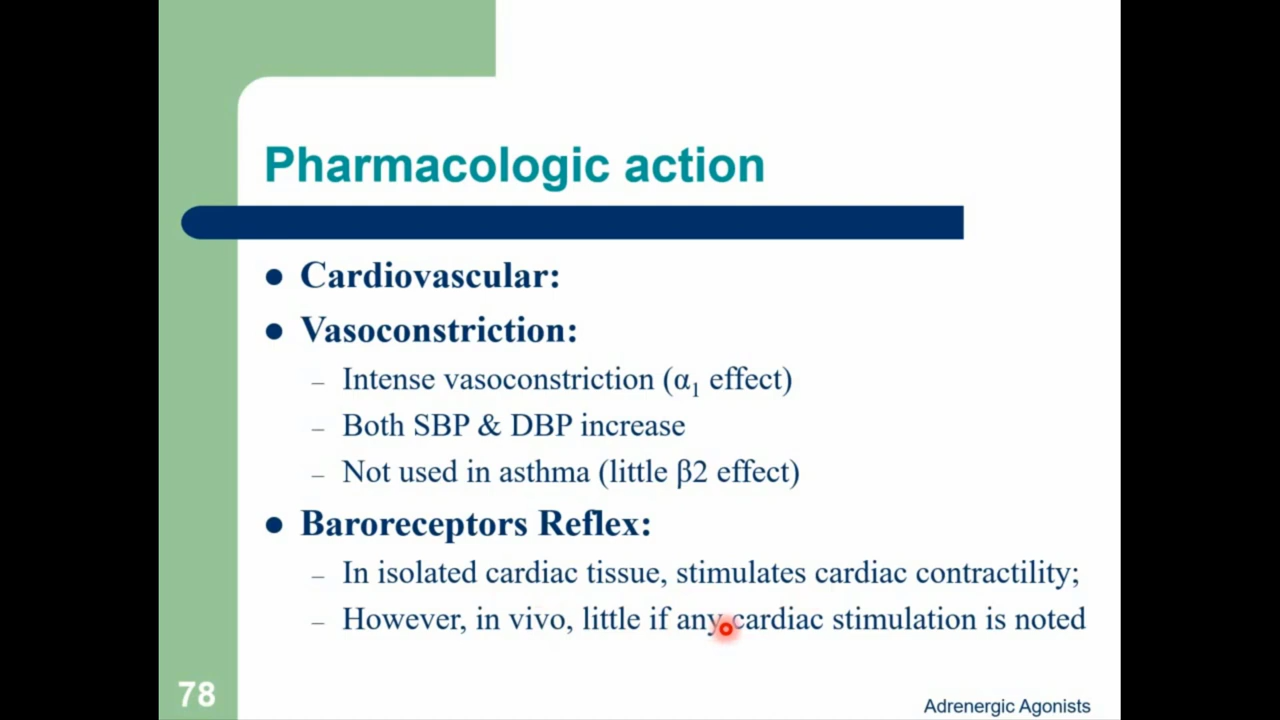 Pharmacologic action
● Cardiovascular:
● Vasoconstriction:
– Intense vasoconstriction (α₁ effect)
– Both SBP & DBP increase
– Not used in asthma (little β2 effect)
● Baroreceptors Reflex:
– In isolated cardiac tissue, stimulates cardiac contractility;
– However, in vivo, little if any cardiac stimulation is noted
78
Adrenergic Agonists